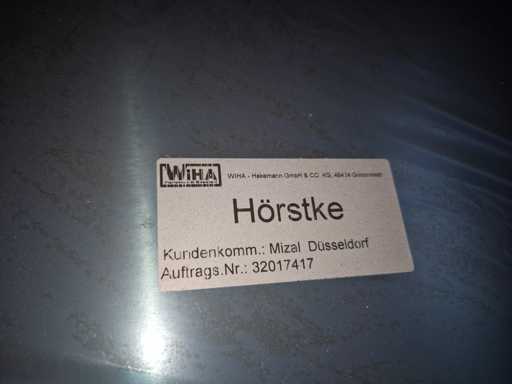 WIHA
WIHA - Hakemann GmbH & CO. KG,
Hörstke
Kundenkomm.: Mizal Düsseldorf
Auftrags.Nr.: 32017417